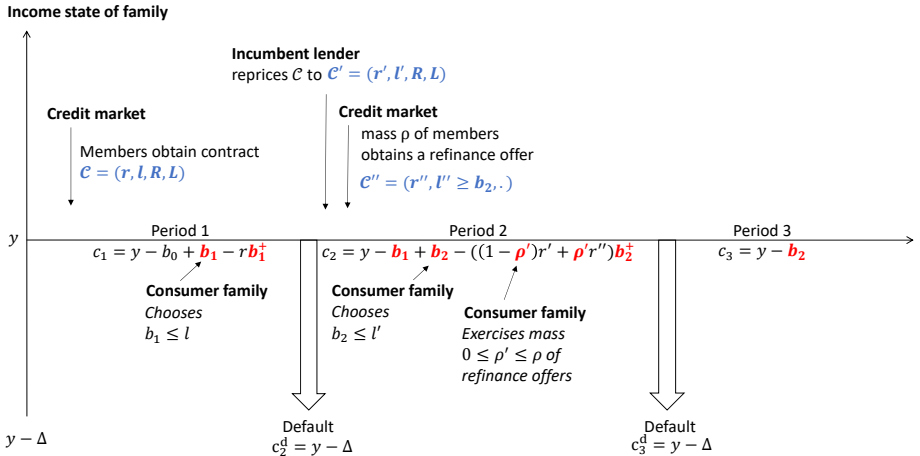 Income state of family
Incumbent lender
reprices 𝒞 to 𝒞′ = (r′, l′, R, L)
Credit market
Members obtain contract
𝒞 = (r, l, R, L)
Credit market
mass ρ of members
obtains a refinance offer
𝒞′′ = (r′′, l′′ ≥ b₂, .)
Period 1
Period 2
Period 3
y
c₁ = y − b₀ + b₁ − rb₁⁺
c₂ = y − b₁ + b₂ − ((1 − ρ′)r′ + ρ′r′′)b₂⁺
c₃ = y − b₂
Consumer family
Chooses
b₁ ≤ l
Consumer family
Chooses
b₂ ≤ l′
Consumer family
Exercises mass
0 ≤ ρ′ ≤ ρ of
refinance offers
y − Δ
Default
c₂ᵈ = y − Δ
Default
c₃ᵈ = y − Δ